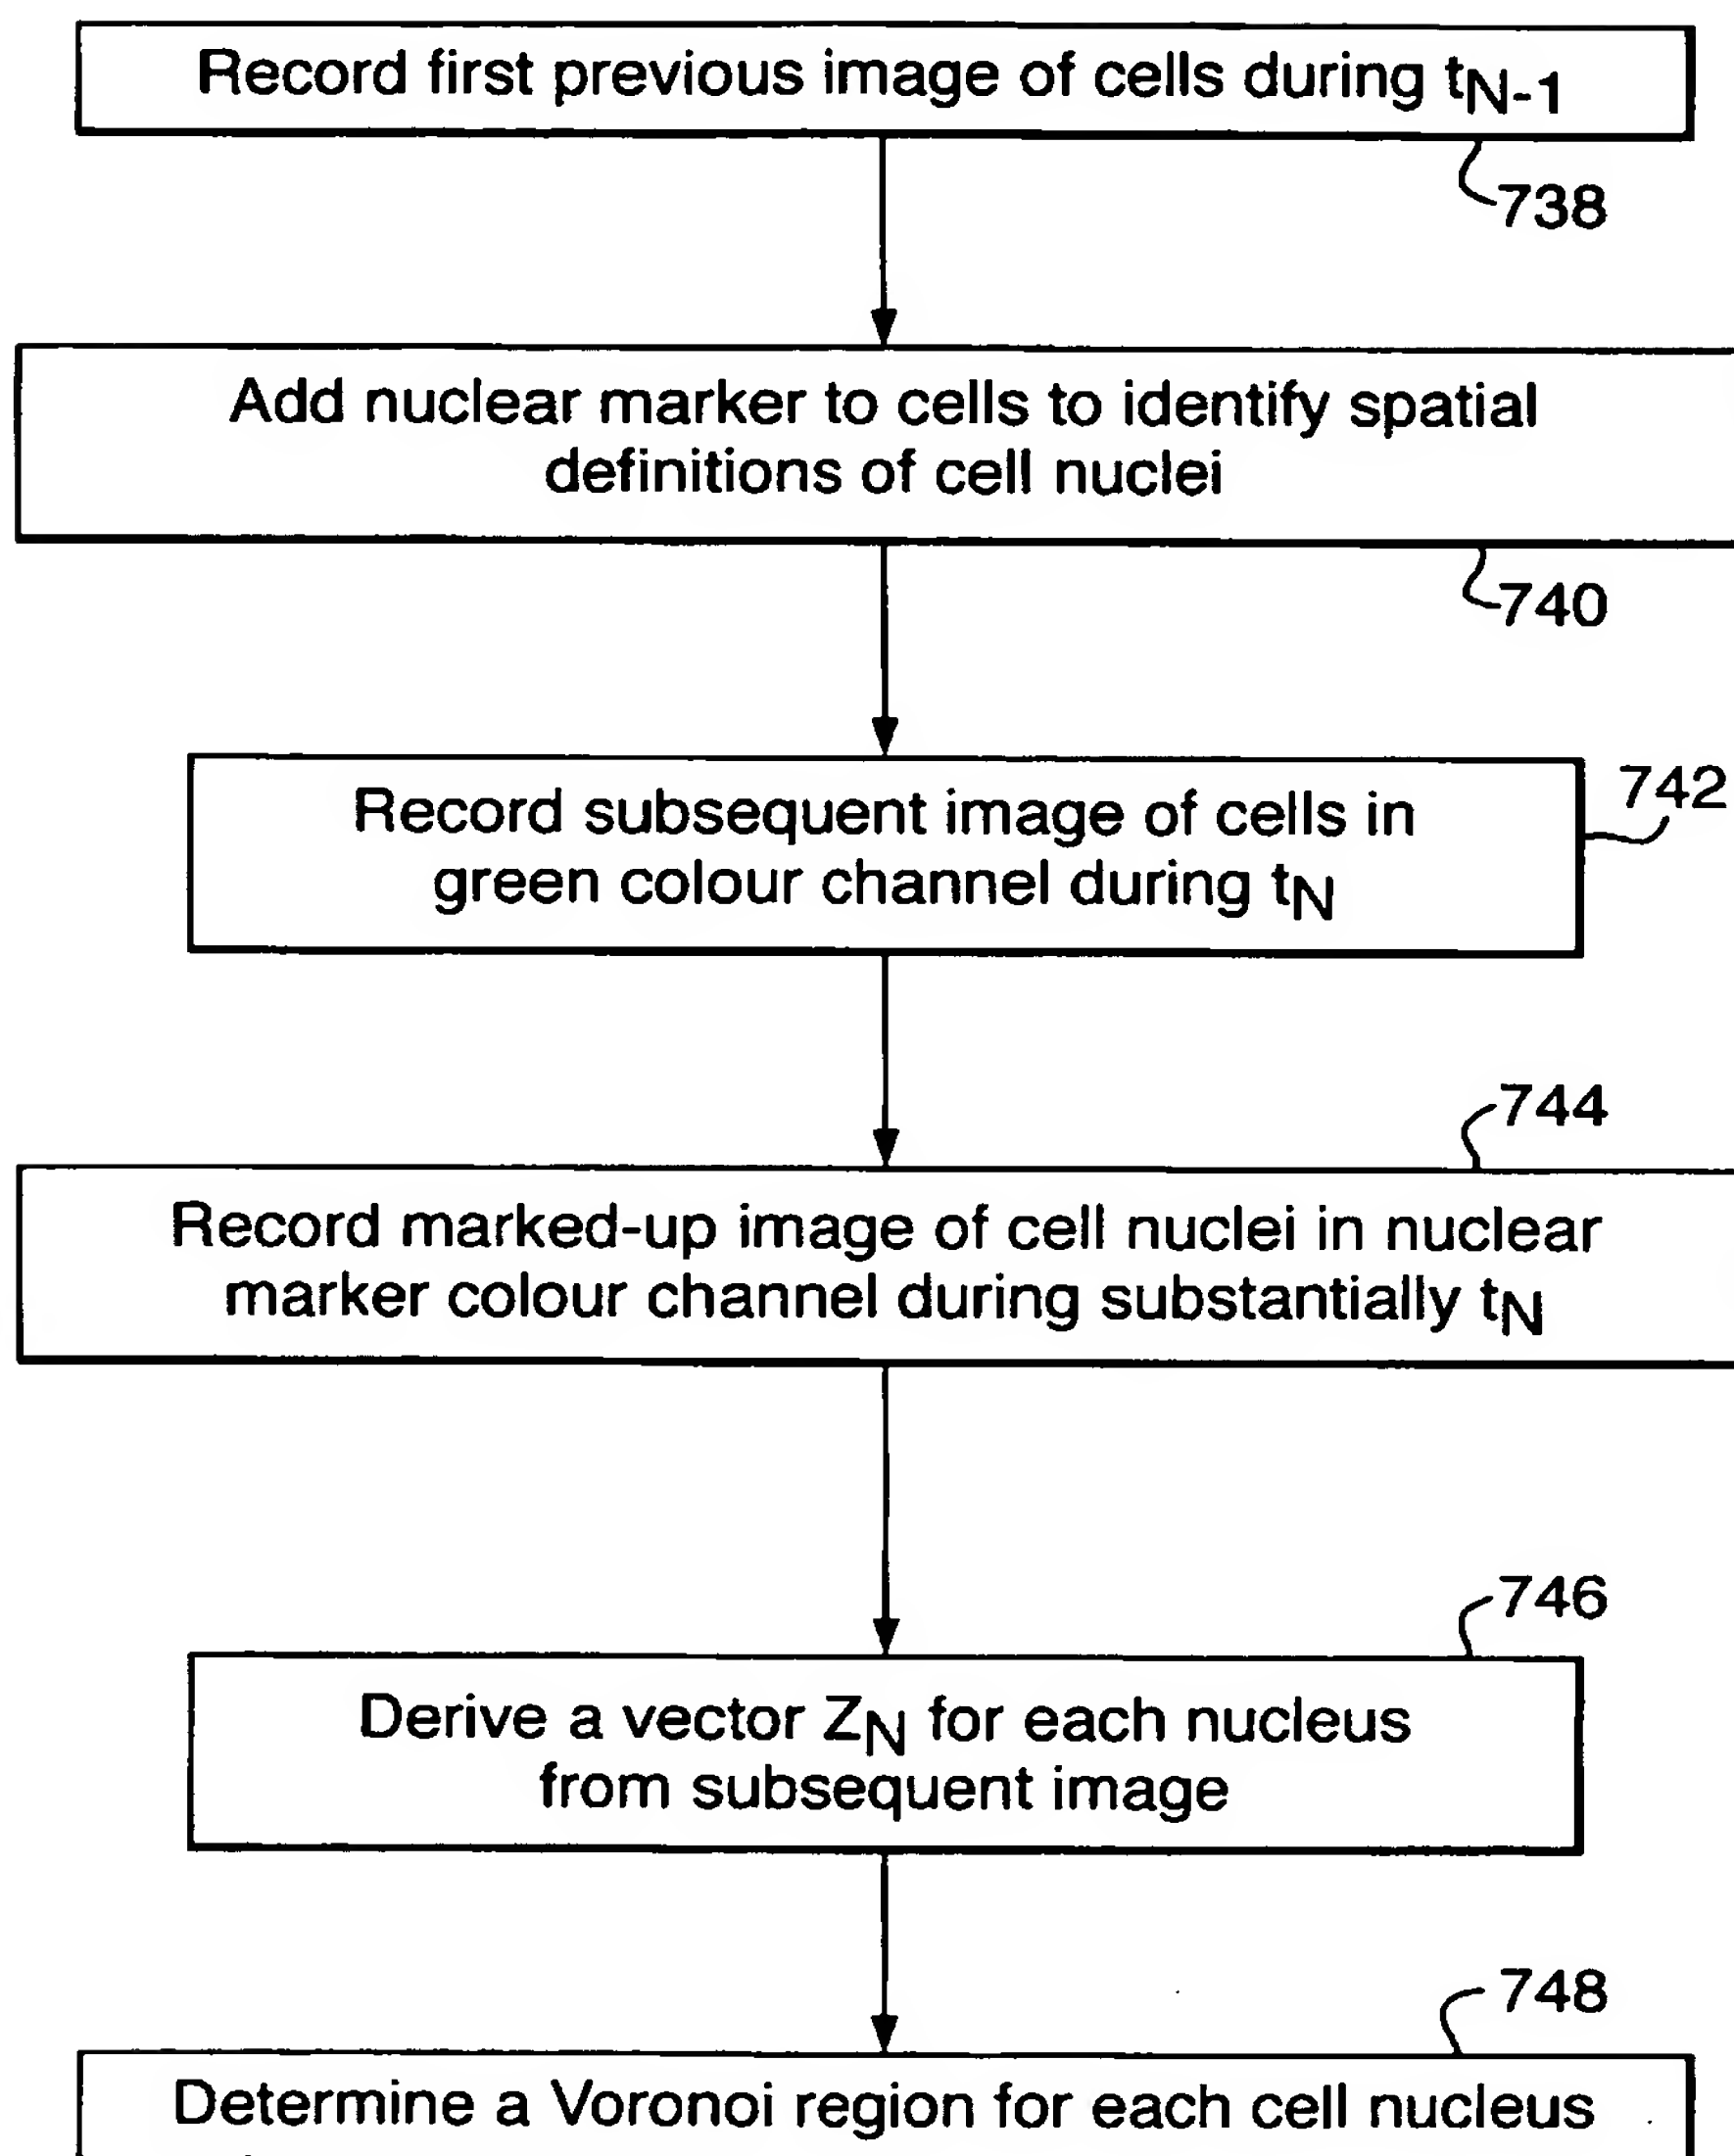 Record first previous image of cells during tN-1
738
Add nuclear marker to cells to identify spatial
definitions of cell nuclei
740
Record subsequent image of cells in
green colour channel during tN
742
744
Record marked-up image of cell nuclei in nuclear
marker colour channel during substantially tN
746
Derive a vector ZN for each nucleus
from subsequent image
748
Determine a Voronoi region for each cell nucleus